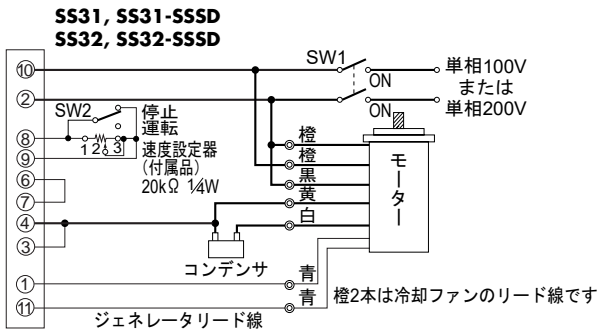 SS31, SS31-SSSD
SS32, SS32-SSSD
SW1
ON
ON
単相100V
または
単相200V
⑩
②
⑧
⑨
⑥
⑦
④
③
①
⑪
SW2
停止
運転
1 2 3
速度設定器
(付属品)
20kΩ 1/4W
橙
橙
黒
黄
白
青
青
モーター
コンデンサ
ジェネレータリード線
橙2本は冷却ファンのリード線です